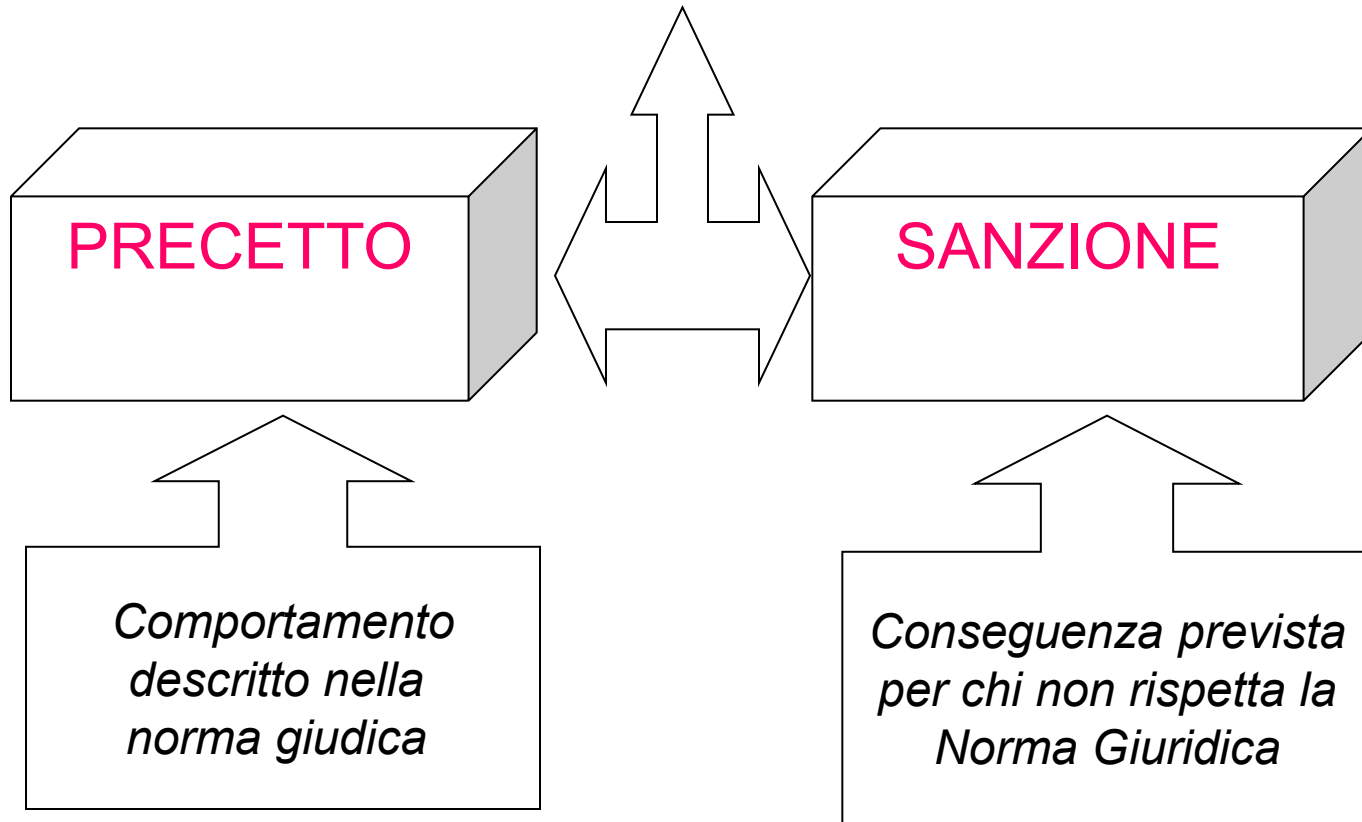 PRECETTO
SANZIONE
Comportamento
descritto nella
norma giudica
Conseguenza prevista
per chi non rispetta la
Norma Giuridica